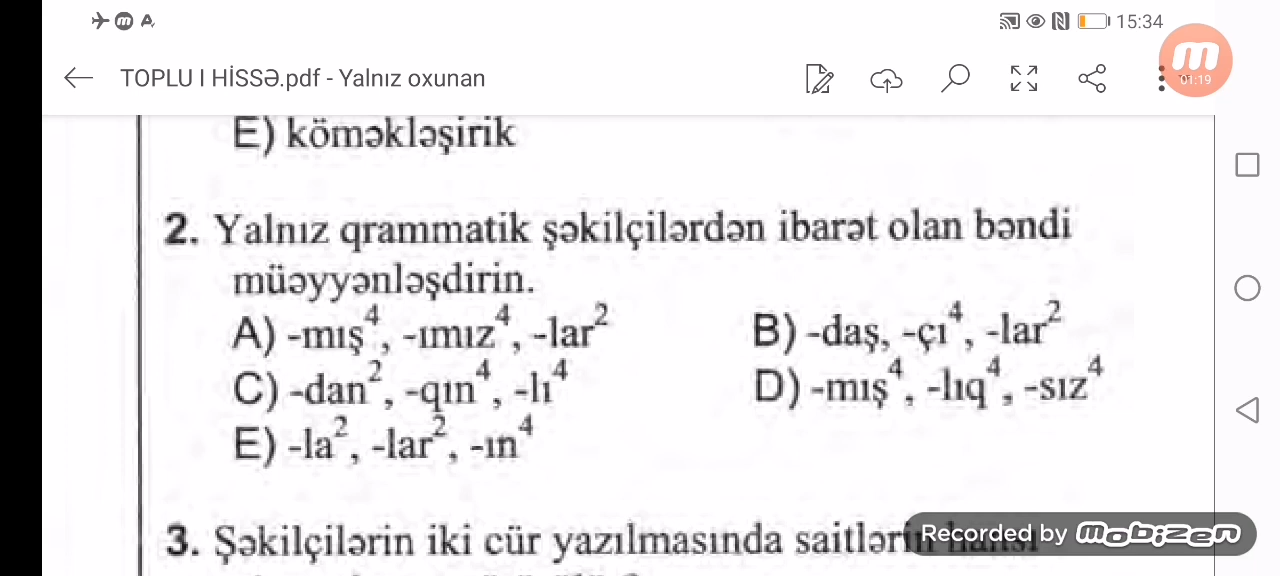 15:34
TOPLU I HİSSƏ.pdf - Yalnız oxunan
01:19
E) köməkləşirik
2. Yalnız qrammatik şəkilçilərdən ibarət olan bəndi
müəyyənləşdirin.
A) -mış⁴, -ımız⁴, -lar² B) -daş, -çı⁴, -lar²
C) -dan², -qın⁴, -lı⁴ D) -mış⁴, -lıq⁴, -sız⁴
E) -la², -lar², -ın⁴
3. Şəkilçilərin iki cür yazılmasında saitlərin
Recorded by mobizen